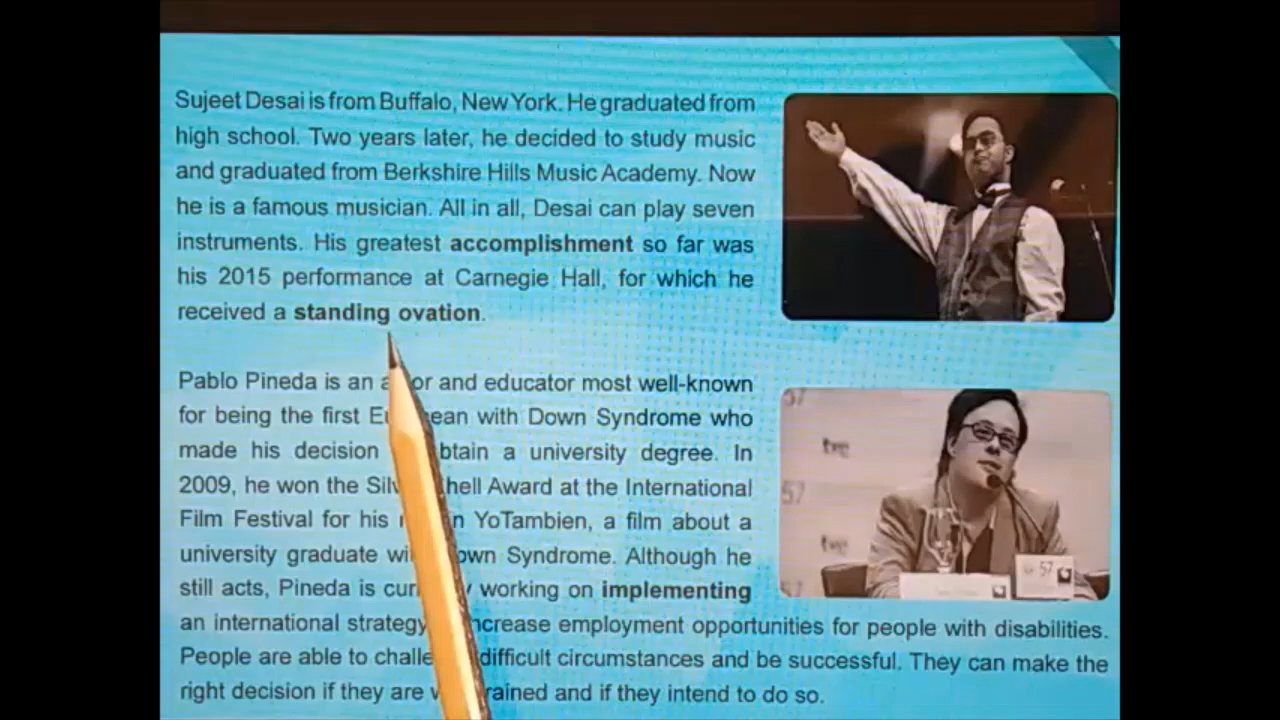 Sujeet Desai is from Buffalo, New York. He graduated from
high school. Two years later, he decided to study music
and graduated from Berkshire Hills Music Academy. Now
he is a famous musician. All in all, Desai can play seven
instruments. His greatest accomplishment so far was
his 2015 performance at Carnegie Hall, for which he
received a standing ovation.
Pablo Pineda is an and educator most well-known
for being the first with Down Syndrome who
made his decision a university degree. In
2009, he won the Award at the International
Film Festival for his YoTambien, a film about a
university graduate Syndrome. Although he
still acts, Pineda is working on implementing
an international strategy employment opportunities for people with disabilities.
People are able to difficult circumstances and be successful. They can make the
right decision if they are and if they intend to do so.
57
tve
57
tve
57
57